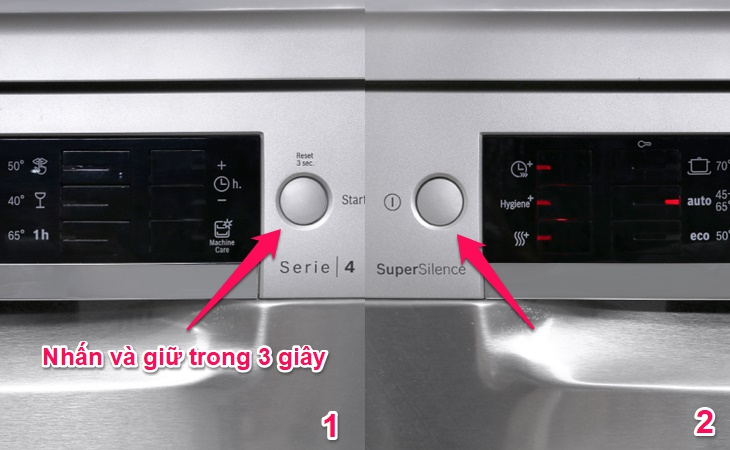 50°
+
h.
40°
−
65° 1h
Machine
Care
Reset
3 sec.
Start
Serie | 4
Nhấn và giữ trong 3 giây
1
SuperSilence
+
Hygiene+
+
70°
auto 45-
65°
eco 50°
2